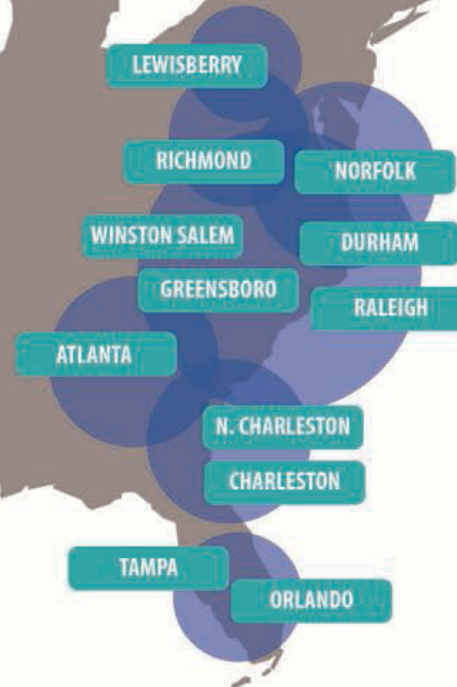 LEWISBERRY
RICHMOND
NORFOLK
WINSTON SALEM
DURHAM
GREENSBORO
RALEIGH
ATLANTA
N. CHARLESTON
CHARLESTON
TAMPA
ORLANDO